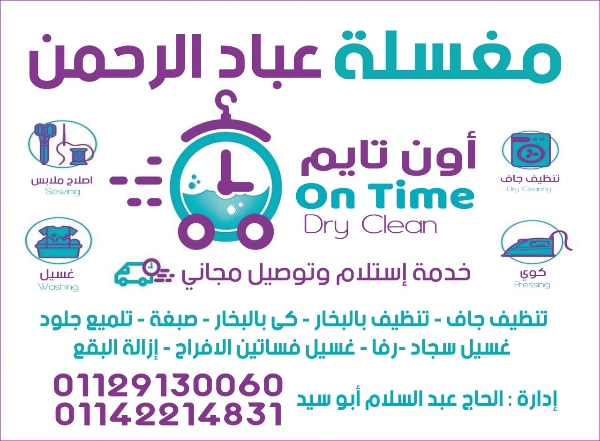 مغسلة عباد الرحمن
أون تايم
On Time
Dry Clean
تنظيف جاف
Dry Cleaning
اصلاح ملابس
Sewing
كوي
Pressing
غسيل
Washing
خدمة إستلام وتوصيل مجاني
تنظيف جاف - تنظيف بالبخار - كى بالبخار - صبغة - تلميع جلود
غسيل سجاد -رفا - غسيل فساتين الافراح - إزالة البقع
إدارة : الحاج عبد السلام أبو سيد
01129130060
01142214831